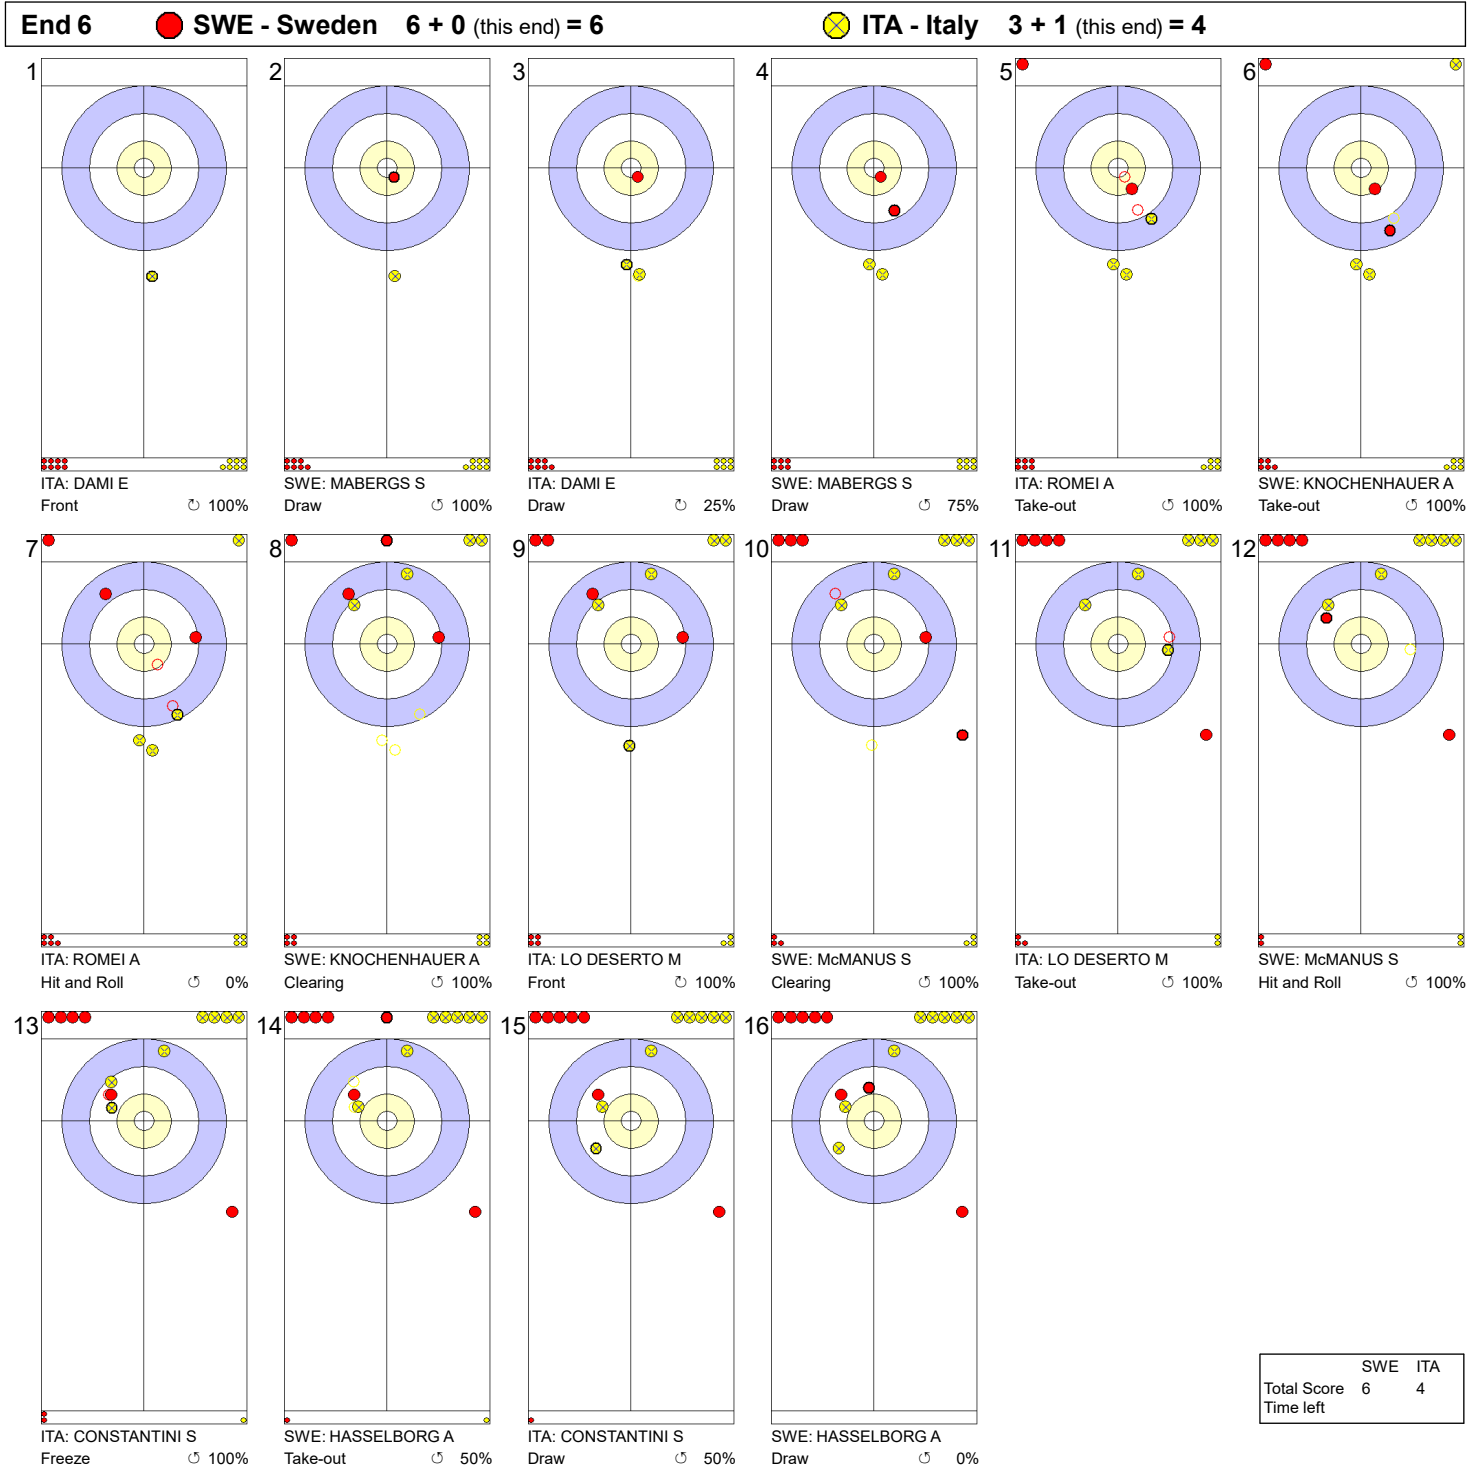 End 6 SWE - Sweden 6 + 0 (this end) = 6 ITA - Italy 3 + 1 (this end) = 4
1 2 3 4 5 6
ITA: DAMI E SWE: MABERGS S ITA: DAMI E SWE: MABERGS S ITA: ROMEI A SWE: KNOCHENHAUER A
Front ↻ 100% Draw ↺ 100% Draw ↻ 25% Draw ↺ 75% Take-out ↺ 100% Take-out ↺ 100%
7 8 9 10 11 12
ITA: ROMEI A SWE: KNOCHENHAUER A ITA: LO DESERTO M SWE: McMANUS S ITA: LO DESERTO M SWE: McMANUS S
Hit and Roll ↺ 0% Clearing ↺ 100% Front ↻ 100% Clearing ↺ 100% Take-out ↺ 100% Hit and Roll ↺ 100%
13 14 15 16
ITA: CONSTANTINI S SWE: HASSELBORG A ITA: CONSTANTINI S SWE: HASSELBORG A
Freeze ↺ 100% Take-out ↺ 50% Draw ↺ 50% Draw ↺ 0%
SWE ITA
Total Score 6 4
Time left